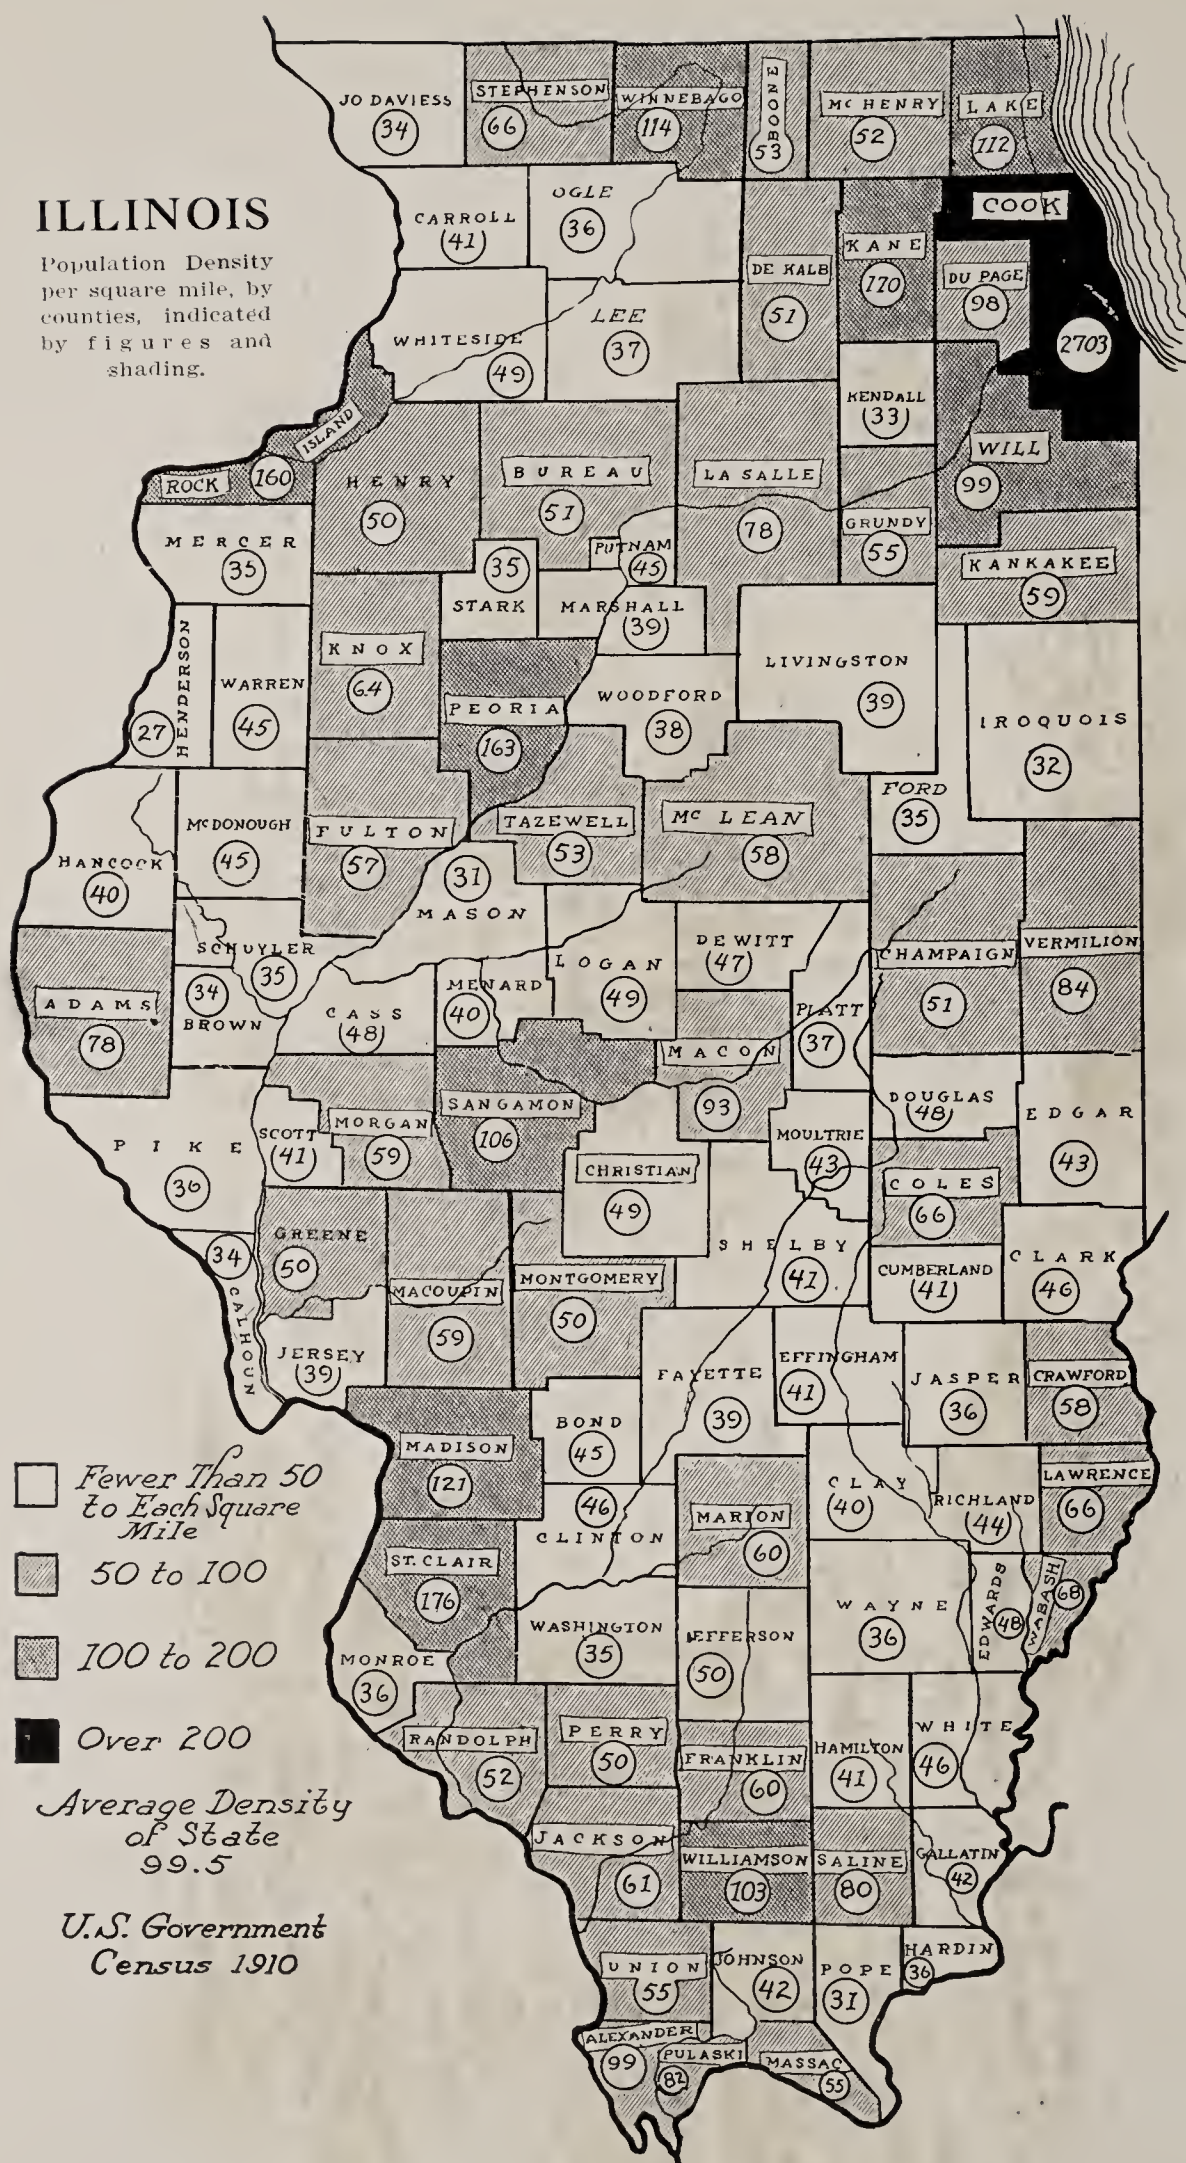 ILLINOIS
Population Density
per square mile, by
counties, indicated
by figures and
shading.
JO DAVIESS
34
STEPHENSON
66
WINNEBAGO
114
BOONE
53
McHENRY
52
LAKE
112
CARROLL
(41)
OGLE
36
DE KALB
51
KANE
170
COOK
2703
DU PAGE
98
WHITESIDE
49
LEE
37
KENDALL
(33)
WILL
99
ROCK ISLAND
160
HENRY
50
BUREAU
51
LA SALLE
78
GRUNDY
55
KANKAKEE
59
MERCER
35
STARK
35
PUTNAM
45
MARSHALL
(39)
KNOX
64
HENDERSON
27
WARREN
45
PEORIA
163
WOODFORD
38
LIVINGSTON
39
IROQUOIS
32
FORD
35
HANCOCK
40
McDONOUGH
45
FULTON
57
TAZEWELL
53
McLEAN
58
MASON
31
SCHUYLER
35
ADAMS
78
BROWN
34
CASS
(48)
MENARD
40
LOGAN
49
DEWITT
(47)
PIATT
37
CHAMPAIGN
51
VERMILION
84
MACON
93
SANGAMON
106
MORGAN
59
SCOTT
(41)
PIKE
36
CHRISTIAN
49
MOULTRIE
43
DOUGLAS
48
EDGAR
43
COLES
66
GREENE
50
CALHOUN
34
MACOUPIN
59
MONTGOMERY
50
SHELBY
41
CUMBERLAND
(41)
CLARK
46
JERSEY
(39)
FAYETTE
39
EFFINGHAM
41
JASPER
36
CRAWFORD
58
MADISON
121
BOND
45
CLINTON
46
MARION
60
CLAY
(40)
RICHLAND
(44)
LAWRENCE
66
ST. CLAIR
176
WASHINGTON
35
JEFFERSON
50
WAYNE
36
EDWARDS
48
WABASH
68
MONROE
36
RANDOLPH
52
PERRY
50
FRANKLIN
60
HAMILTON
41
WHITE
46
JACKSON
61
WILLIAMSON
103
SALINE
80
GALLATIN
42
UNION
55
JOHNSON
42
POPE
31
HARDIN
36
ALEXANDER
99
PULASKI
82
MASSAC
55
Fewer Than 50
to Each Square
Mile
50 to 100
100 to 200
Over 200
Average Density
of State
99.5
U.S. Government
Census 1910